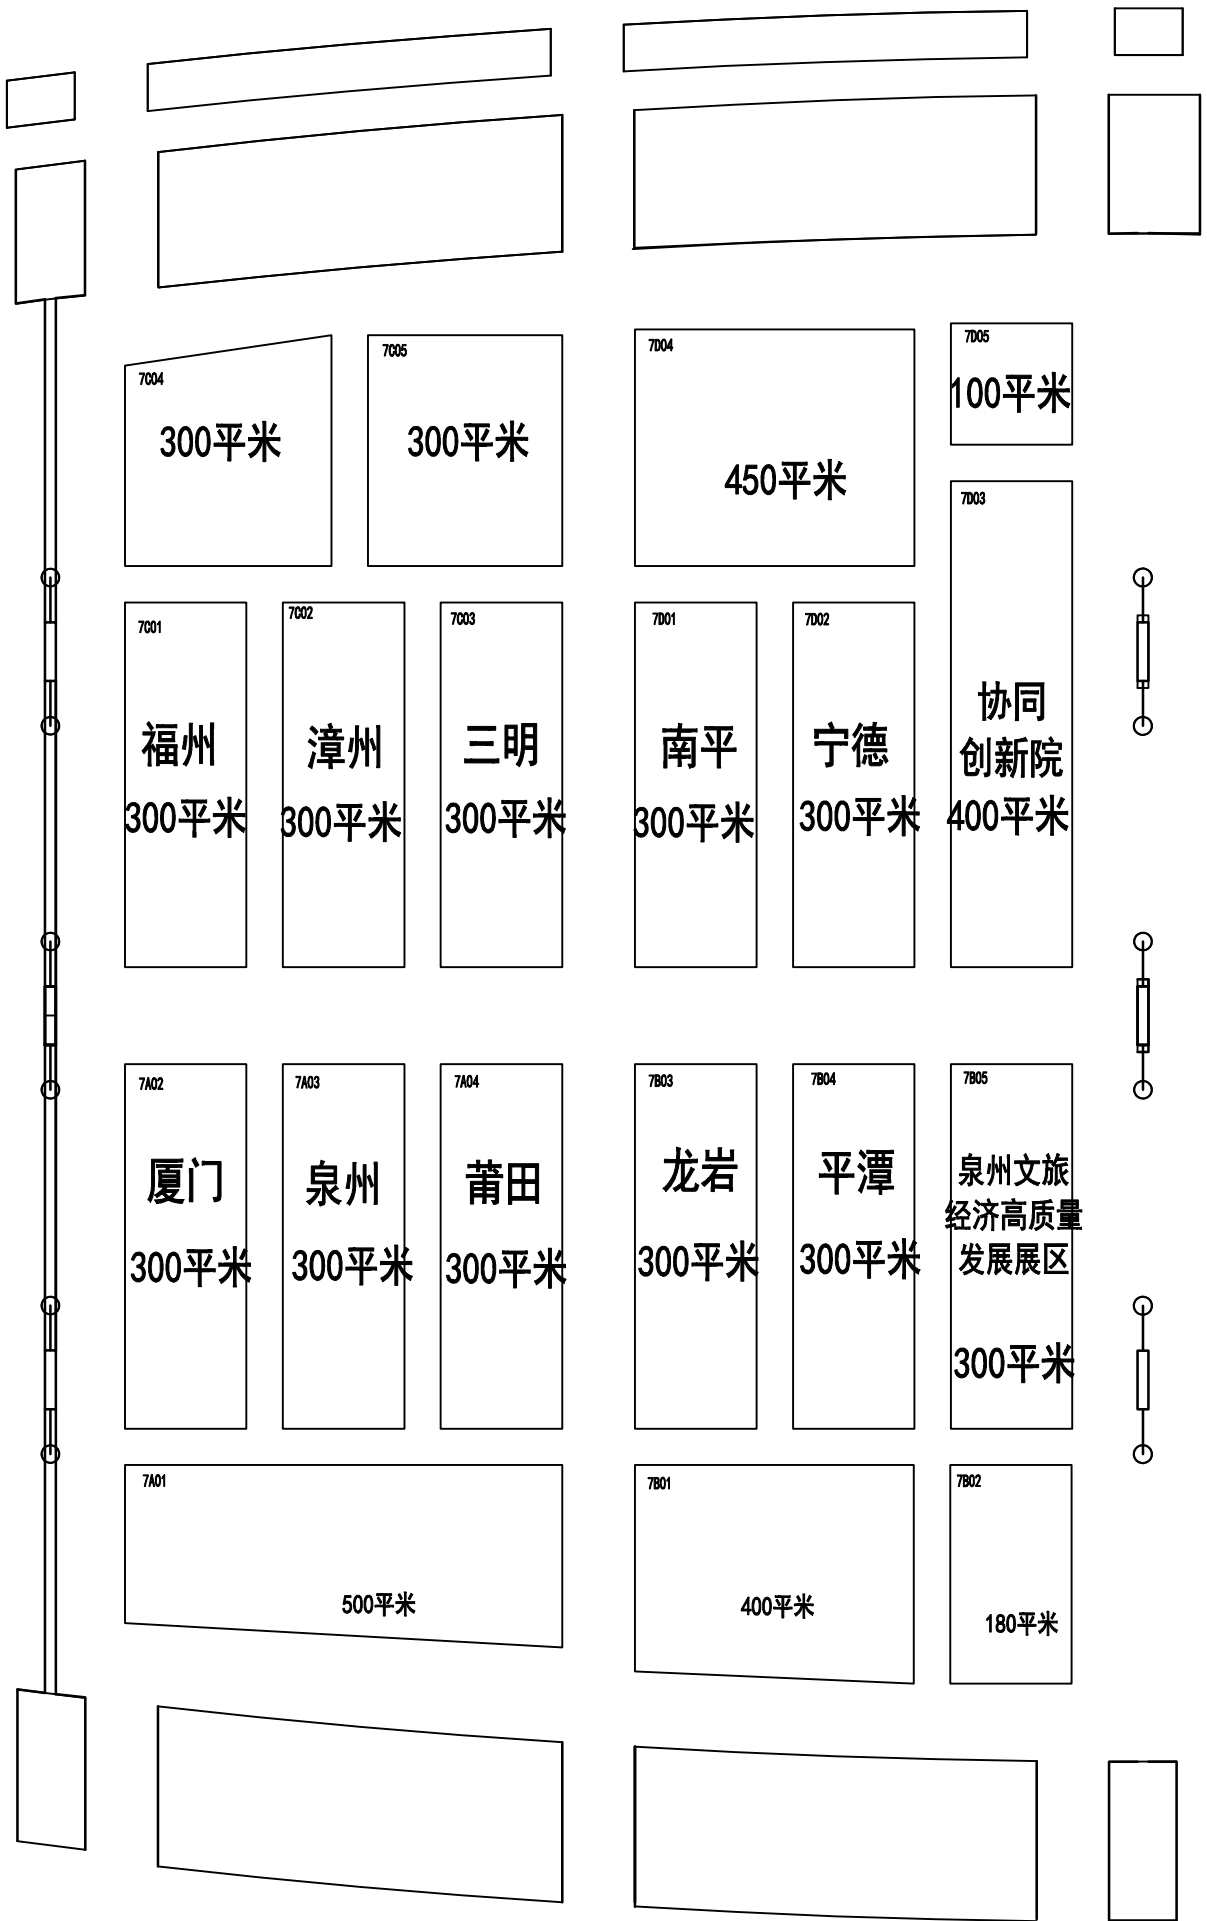 7C04
300平米
7C05
300平米
7D04
450平米
7D05
100平米
7D03
协同
创新院
400平米
7C01
福州
300平米
7C02
漳州
300平米
7C03
三明
300平米
7D01
南平
300平米
7D02
宁德
300平米
7A02
厦门
300平米
7A03
泉州
300平米
7A04
莆田
300平米
7B03
龙岩
300平米
7B04
平潭
300平米
7B05
泉州文旅
经济高质量
发展展区
300平米
7A01
500平米
7B01
400平米
7B02
180平米